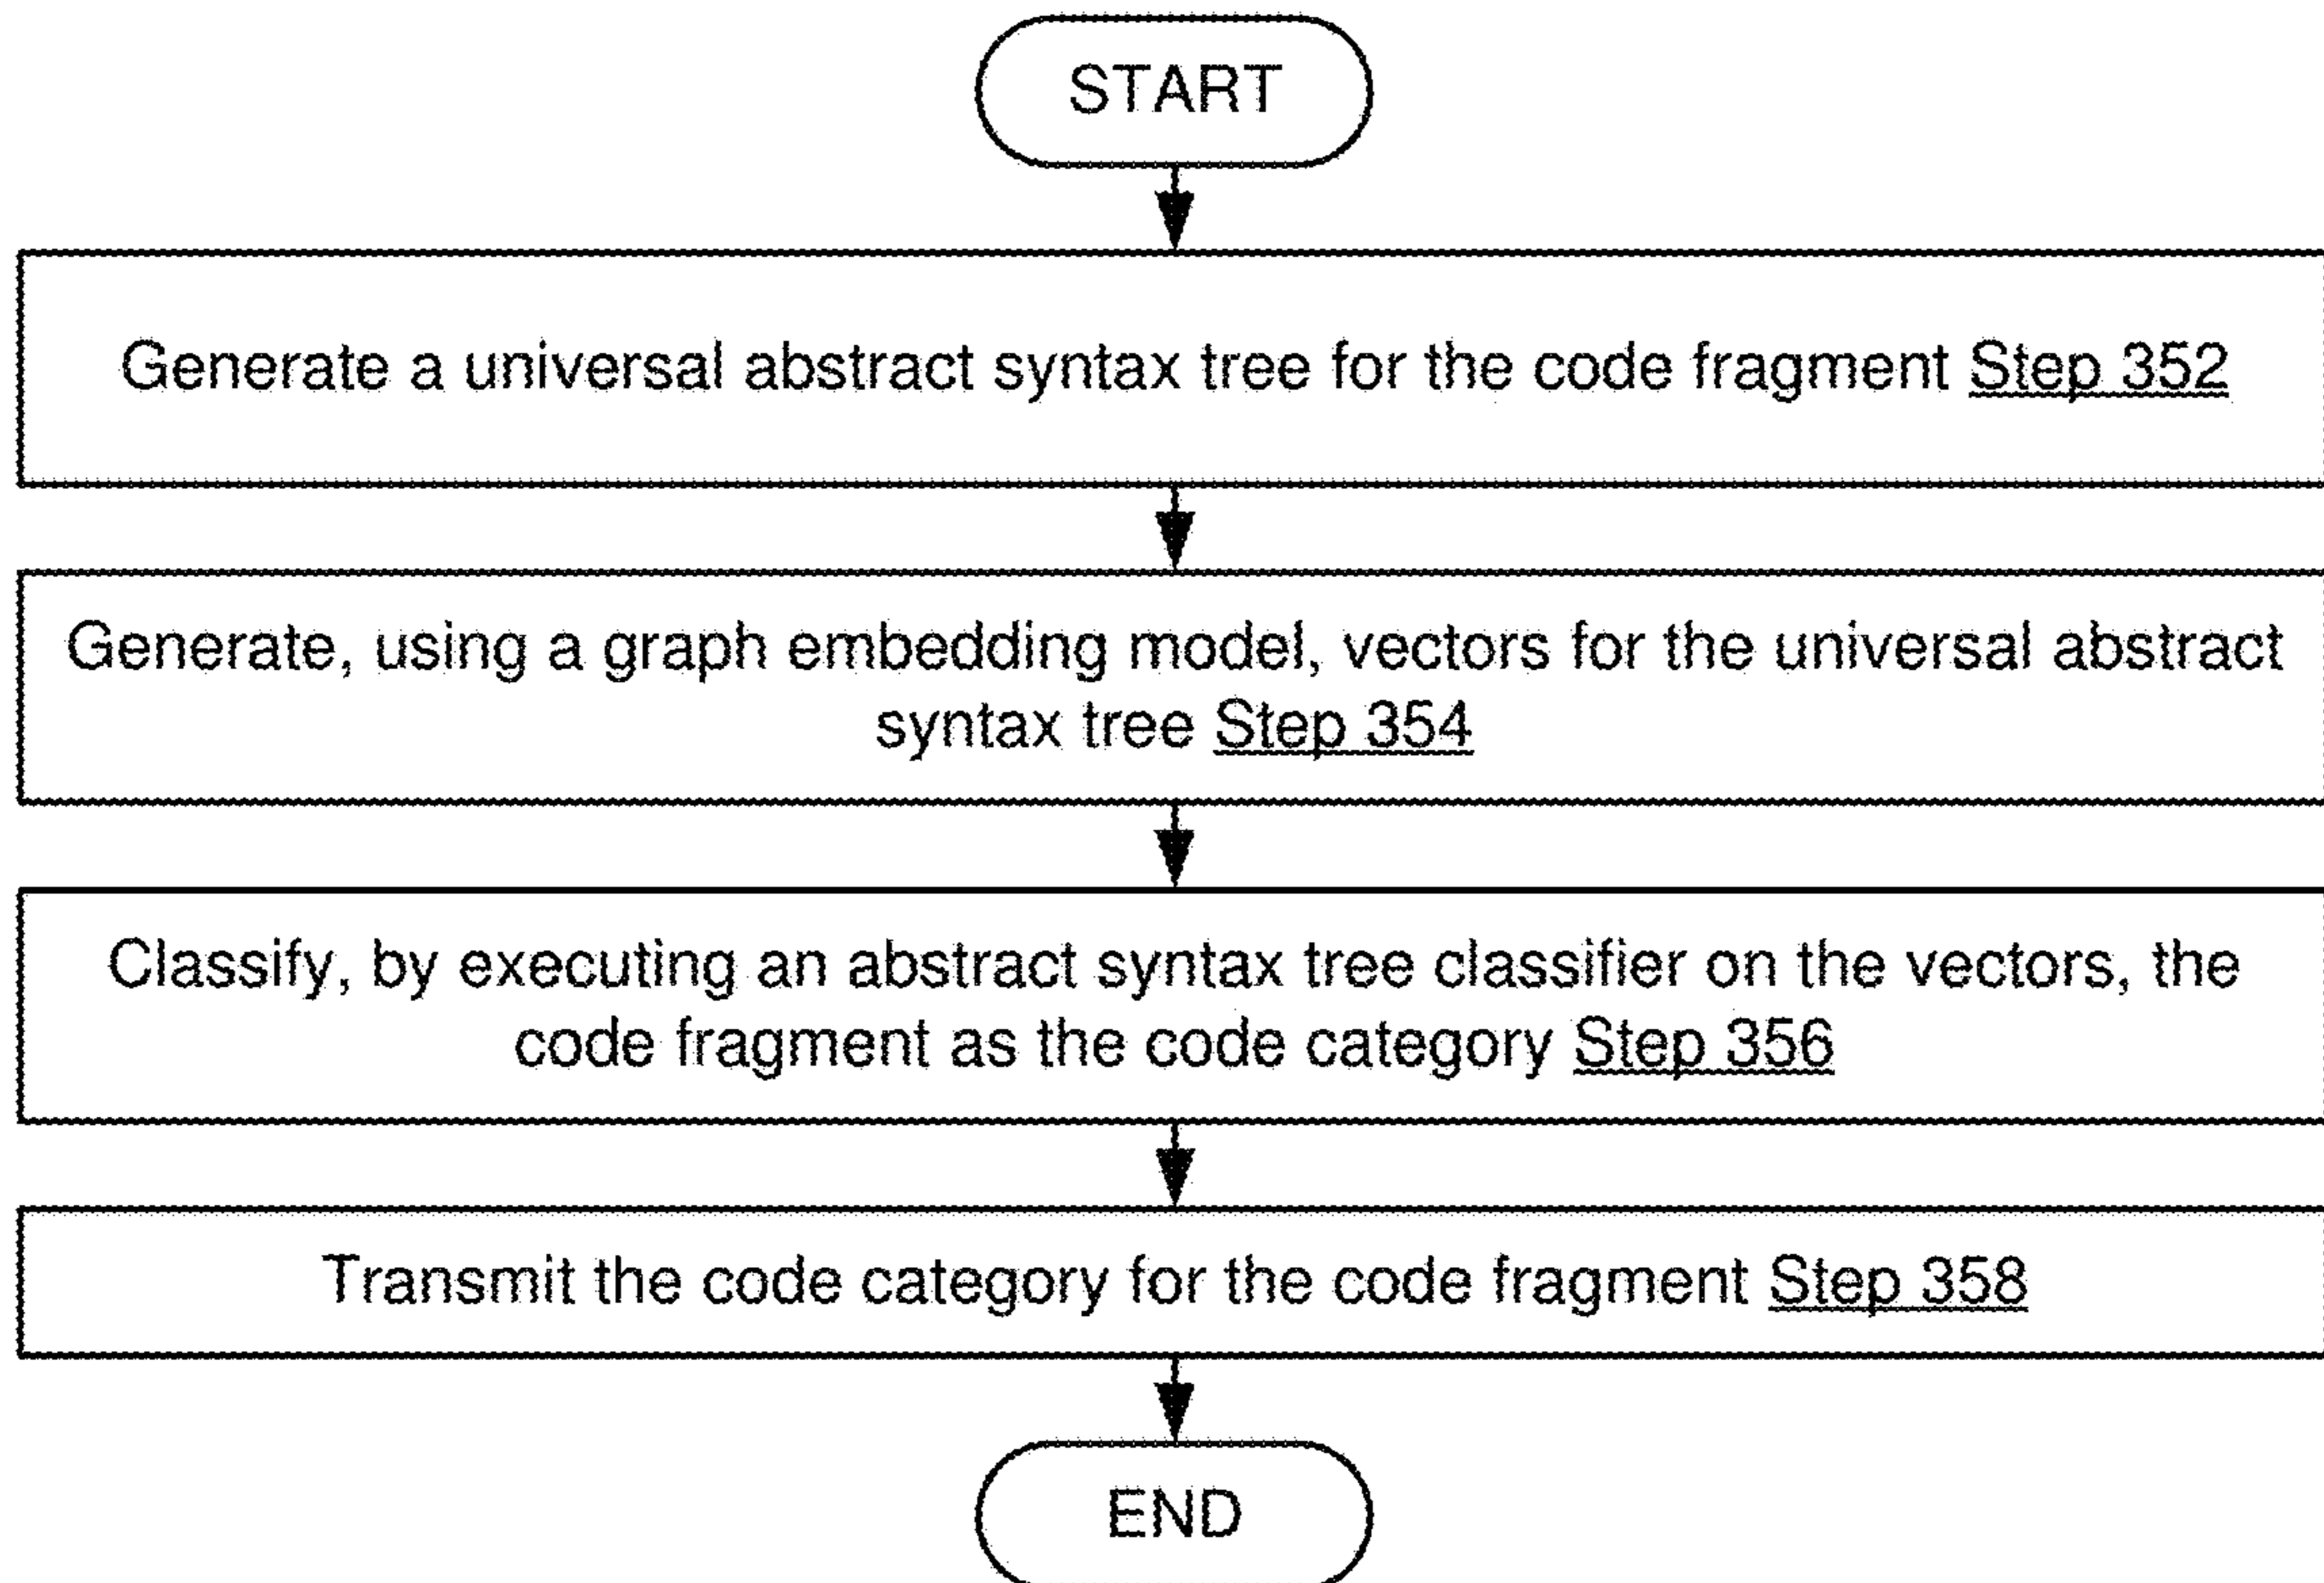 START
Generate a universal abstract syntax tree for the code fragment Step 352
Generate, using a graph embedding model, vectors for the universal abstract
syntax tree Step 354
Classify, by executing an abstract syntax tree classifier on the vectors, the
code fragment as the code category Step 356
Transmit the code category for the code fragment Step 358
END